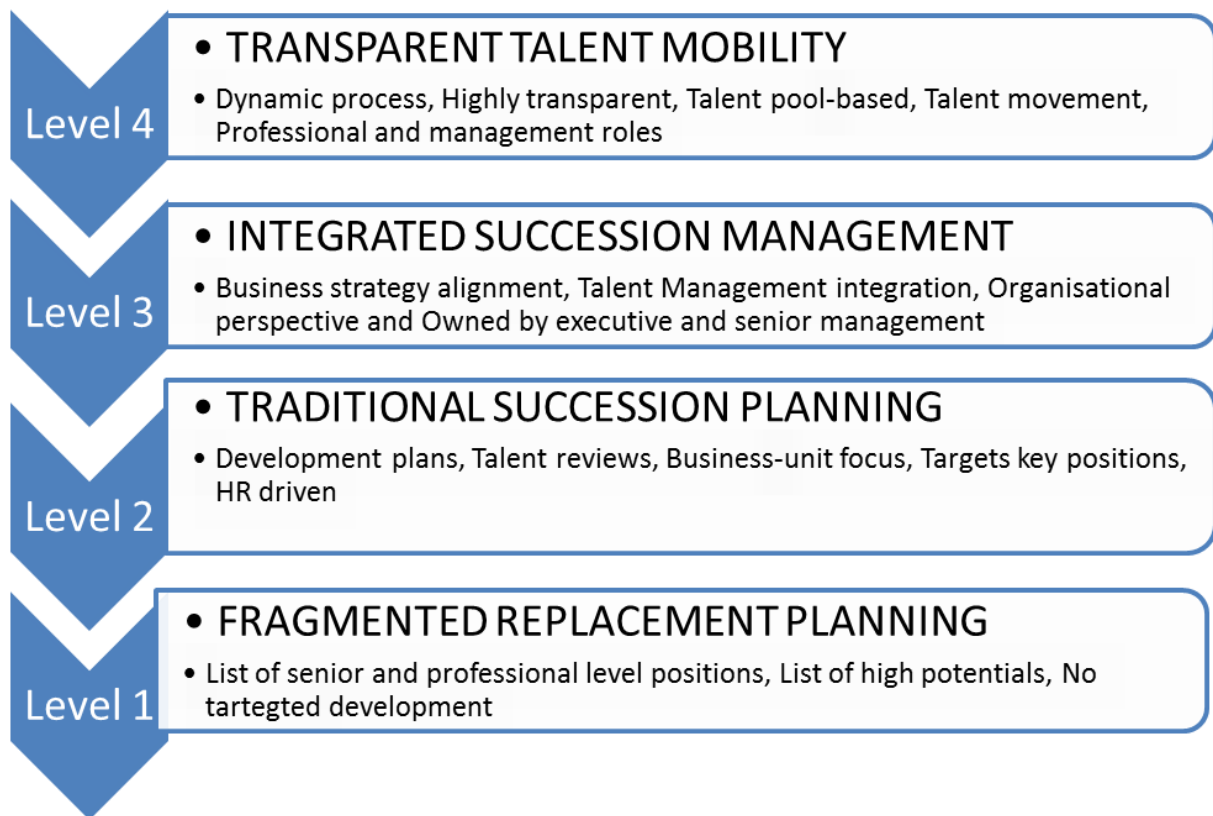 Level 4
• TRANSPARENT TALENT MOBILITY
• Dynamic process, Highly transparent, Talent pool-based, Talent movement,
Professional and management roles
Level 3
• INTEGRATED SUCCESSION MANAGEMENT
• Business strategy alignment, Talent Management integration, Organisational
perspective and Owned by executive and senior management
Level 2
• TRADITIONAL SUCCESSION PLANNING
• Development plans, Talent reviews, Business-unit focus, Targets key positions,
HR driven
Level 1
• FRAGMENTED REPLACEMENT PLANNING
• List of senior and professional level positions, List of high potentials, No
tartegted development